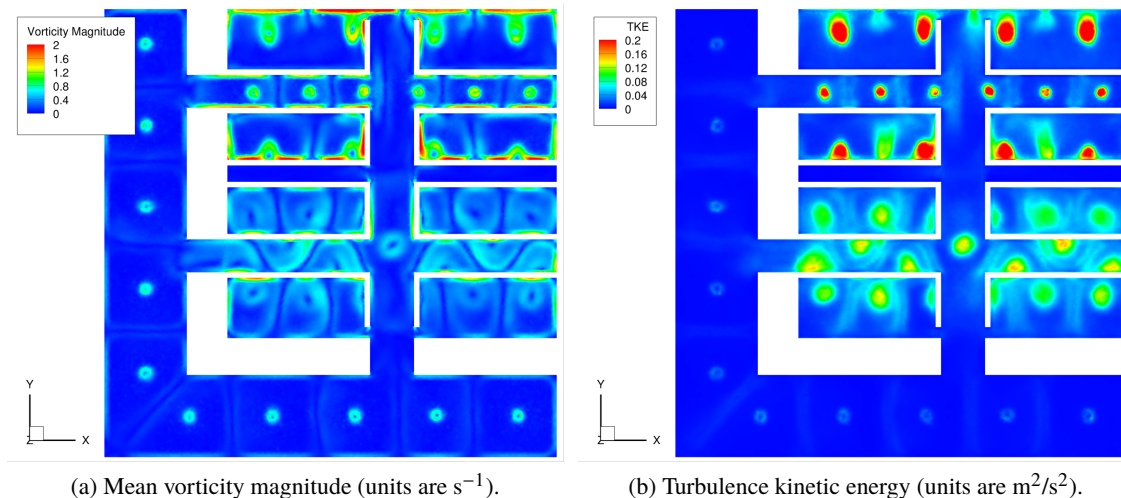 Vorticity Magnitude
2
1.6
1.2
0.8
0.4
0
Y
Z
X
TKE
0.2
0.16
0.12
0.08
0.04
0
Y
Z
X
(a) Mean vorticity magnitude (units are s⁻¹).
(b) Turbulence kinetic energy (units are m²/s²).